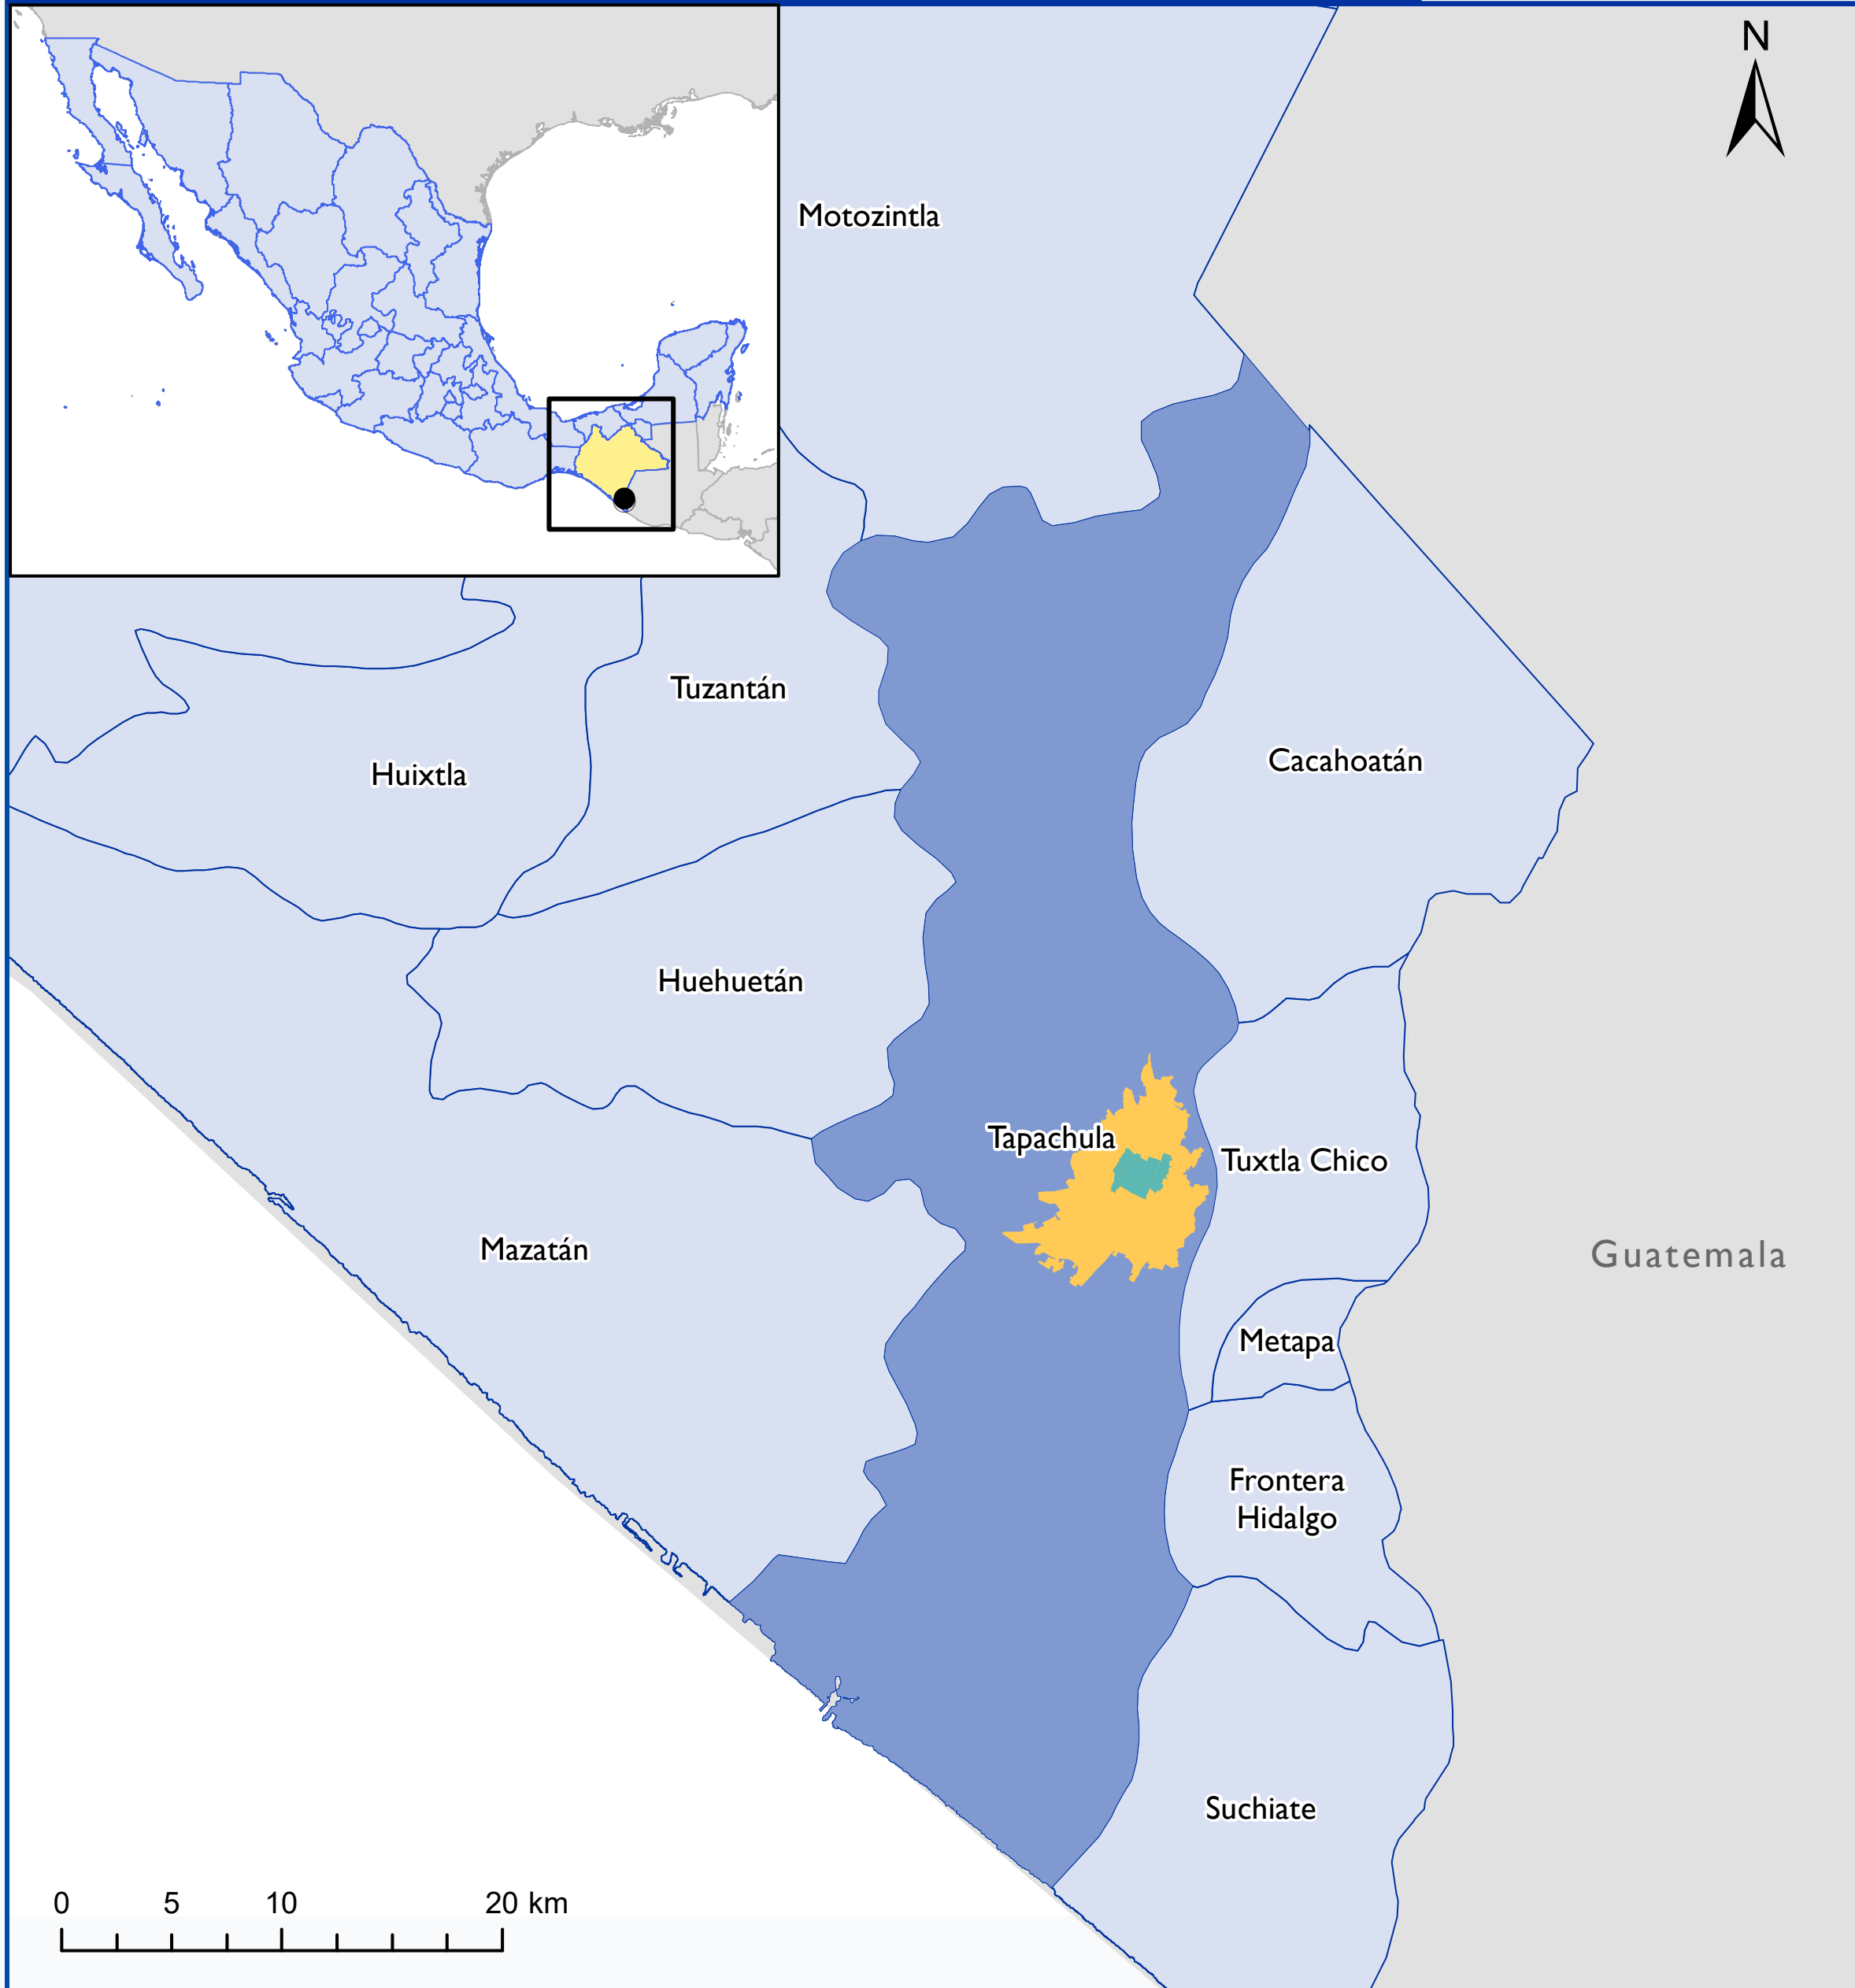 N
Motozintla
Tuzantán
Huixtla
Cacahoatán
Huehuetán
Tapachula
Tuxtla Chico
Mazatán
Guatemala
Metapa
Frontera
Hidalgo
Suchiate
0 5 10 20 km